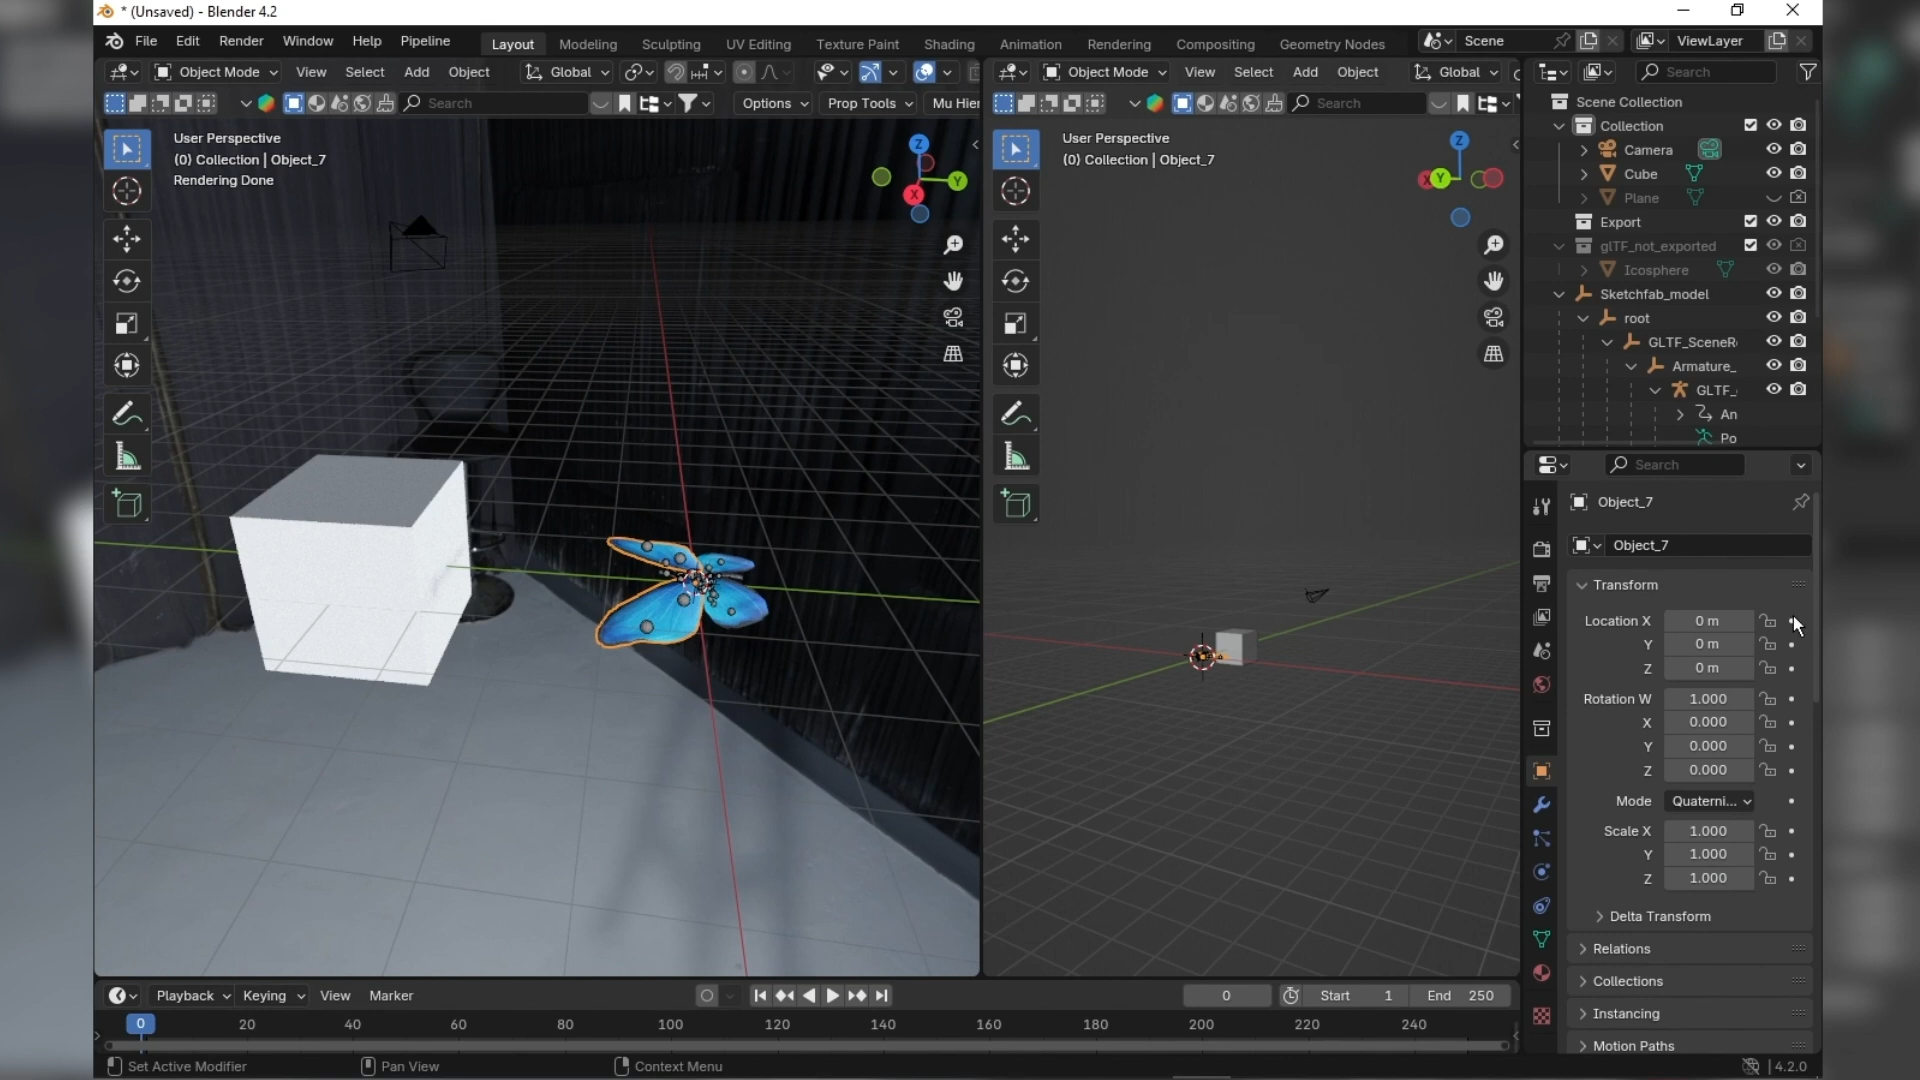 * (Unsaved) - Blender 4.2
File Edit Render Window Help Pipeline Layout Modeling Sculpting UV Editing Texture Paint Shading Animation Rendering Compositing Geometry Nodes Scene ViewLayer
Object Mode View Select Add Object Global Object Mode View Select Add Object Global Search
Search Options Prop Tools Mu Hier Search
User Perspective
(0) Collection | Object_7
Rendering Done
Z
Y
X
User Perspective
(0) Collection | Object_7
Z
X Y
Scene Collection
Collection
Camera
Cube
Plane
Export
glTF_not_exported
Icosphere
Sketchfab_model
root
GLTF_SceneR
Armature_
GLTF_
An
Po
Search
Object_7
Object_7
Transform
Location X 0 m
Y 0 m
Z 0 m
Rotation W 1.000
X 0.000
Y 0.000
Z 0.000
Mode Quaterni...
Scale X 1.000
Y 1.000
Z 1.000
Delta Transform
Relations
Collections
Instancing
Motion Paths
Playback Keying View Marker 0 Start 1 End 250
0 20 40 60 80 100 120 140 160 180 200 220 240
Set Active Modifier Pan View Context Menu 4.2.0